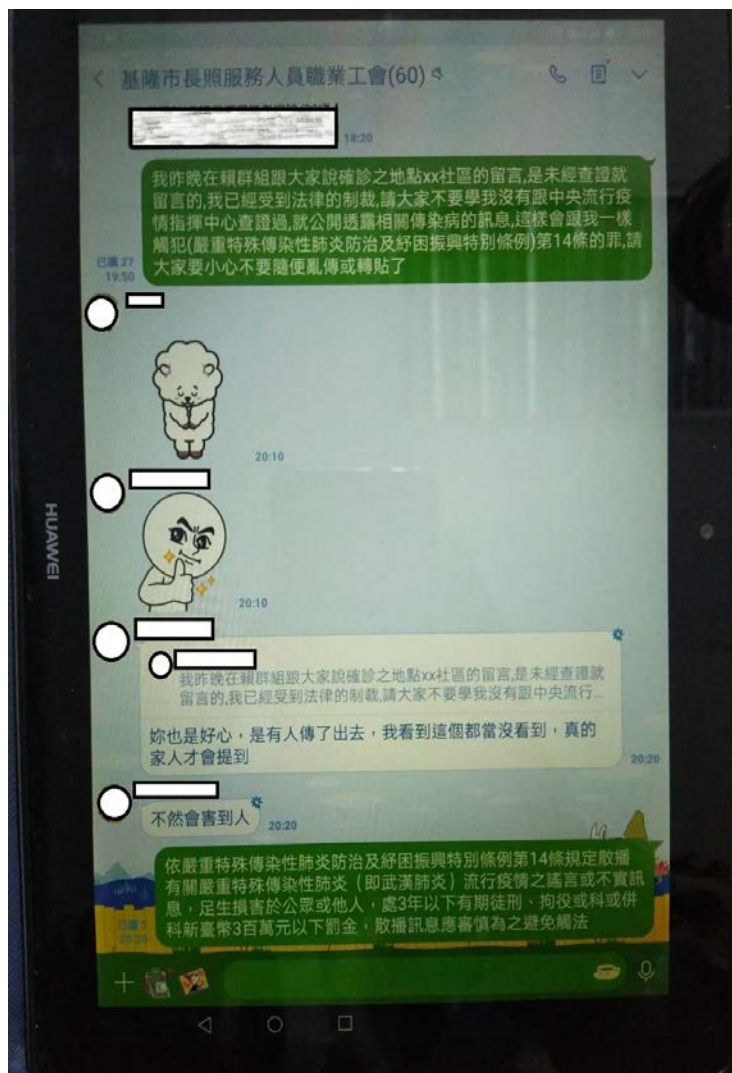 基隆市長照服務人員職業工會(60)
18:20
我昨晚在賴群組跟大家說確診之地點xx社區的留言,是未經查證就
留言的,我已經受到法律的制裁,請大家不要學我沒有跟中央流行疫
情指揮中心查證過,就公開透露相關傳染病的訊息,這樣會跟我一樣
觸犯(嚴重特殊傳染性肺炎防治及紓困振興特別條例)第14條的罪,請
大家要小心不要隨便亂傳或轉貼了
已讀 27
19:50
20:10
HUAWEI
20:10
我昨晚在賴群組跟大家說確診之地點xx社區的留言,是未經查證就
留言的,我已經受到法律的制裁,請大家不要學我沒有跟中央流行...
妳也是好心，是有人傳了出去，我看到這個都當沒看到，真的
家人才會提到
20:20
不然會害到人
20:20
依嚴重特殊傳染性肺炎防治及紓困振興特別條例第14條規定散播
有關嚴重特殊傳染性肺炎（即武漢肺炎）流行疫情之謠言或不實訊
息，足生損害於公眾或他人，處3年以下有期徒刑、拘役或科或併
科新臺幣3百萬元以下罰金，散播訊息應審慎為之避免觸法
已讀 5
20:30